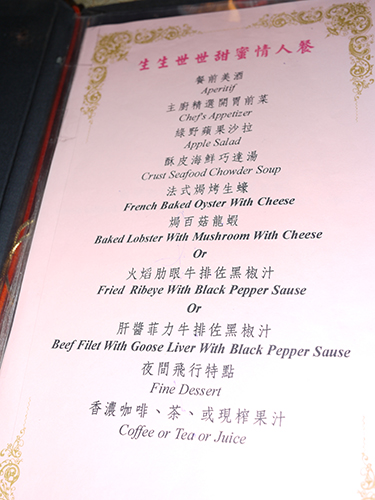 生生世世甜蜜情人餐
餐前美酒
Aperitif
主廚精選開胃前菜
Chef's Appetizer
綠野蘋果沙拉
Apple Salad
酥皮海鮮巧達湯
Crust Seafood Chowder Soup
法式焗烤生蠔
French Baked Oyster With Cheese
焗百菇龍蝦
Baked Lobster With Mushroom With Cheese
Or
火焰肋眼牛排佐黑椒汁
Fried Ribeye With Black Pepper Sause
Or
肝醬菲力牛排佐黑椒汁
Beef Filet With Goose Liver With Black Pepper Sause
夜間飛行特點
Fine Dessert
香濃咖啡、茶、或現榨果汁
Coffee or Tea or Juice